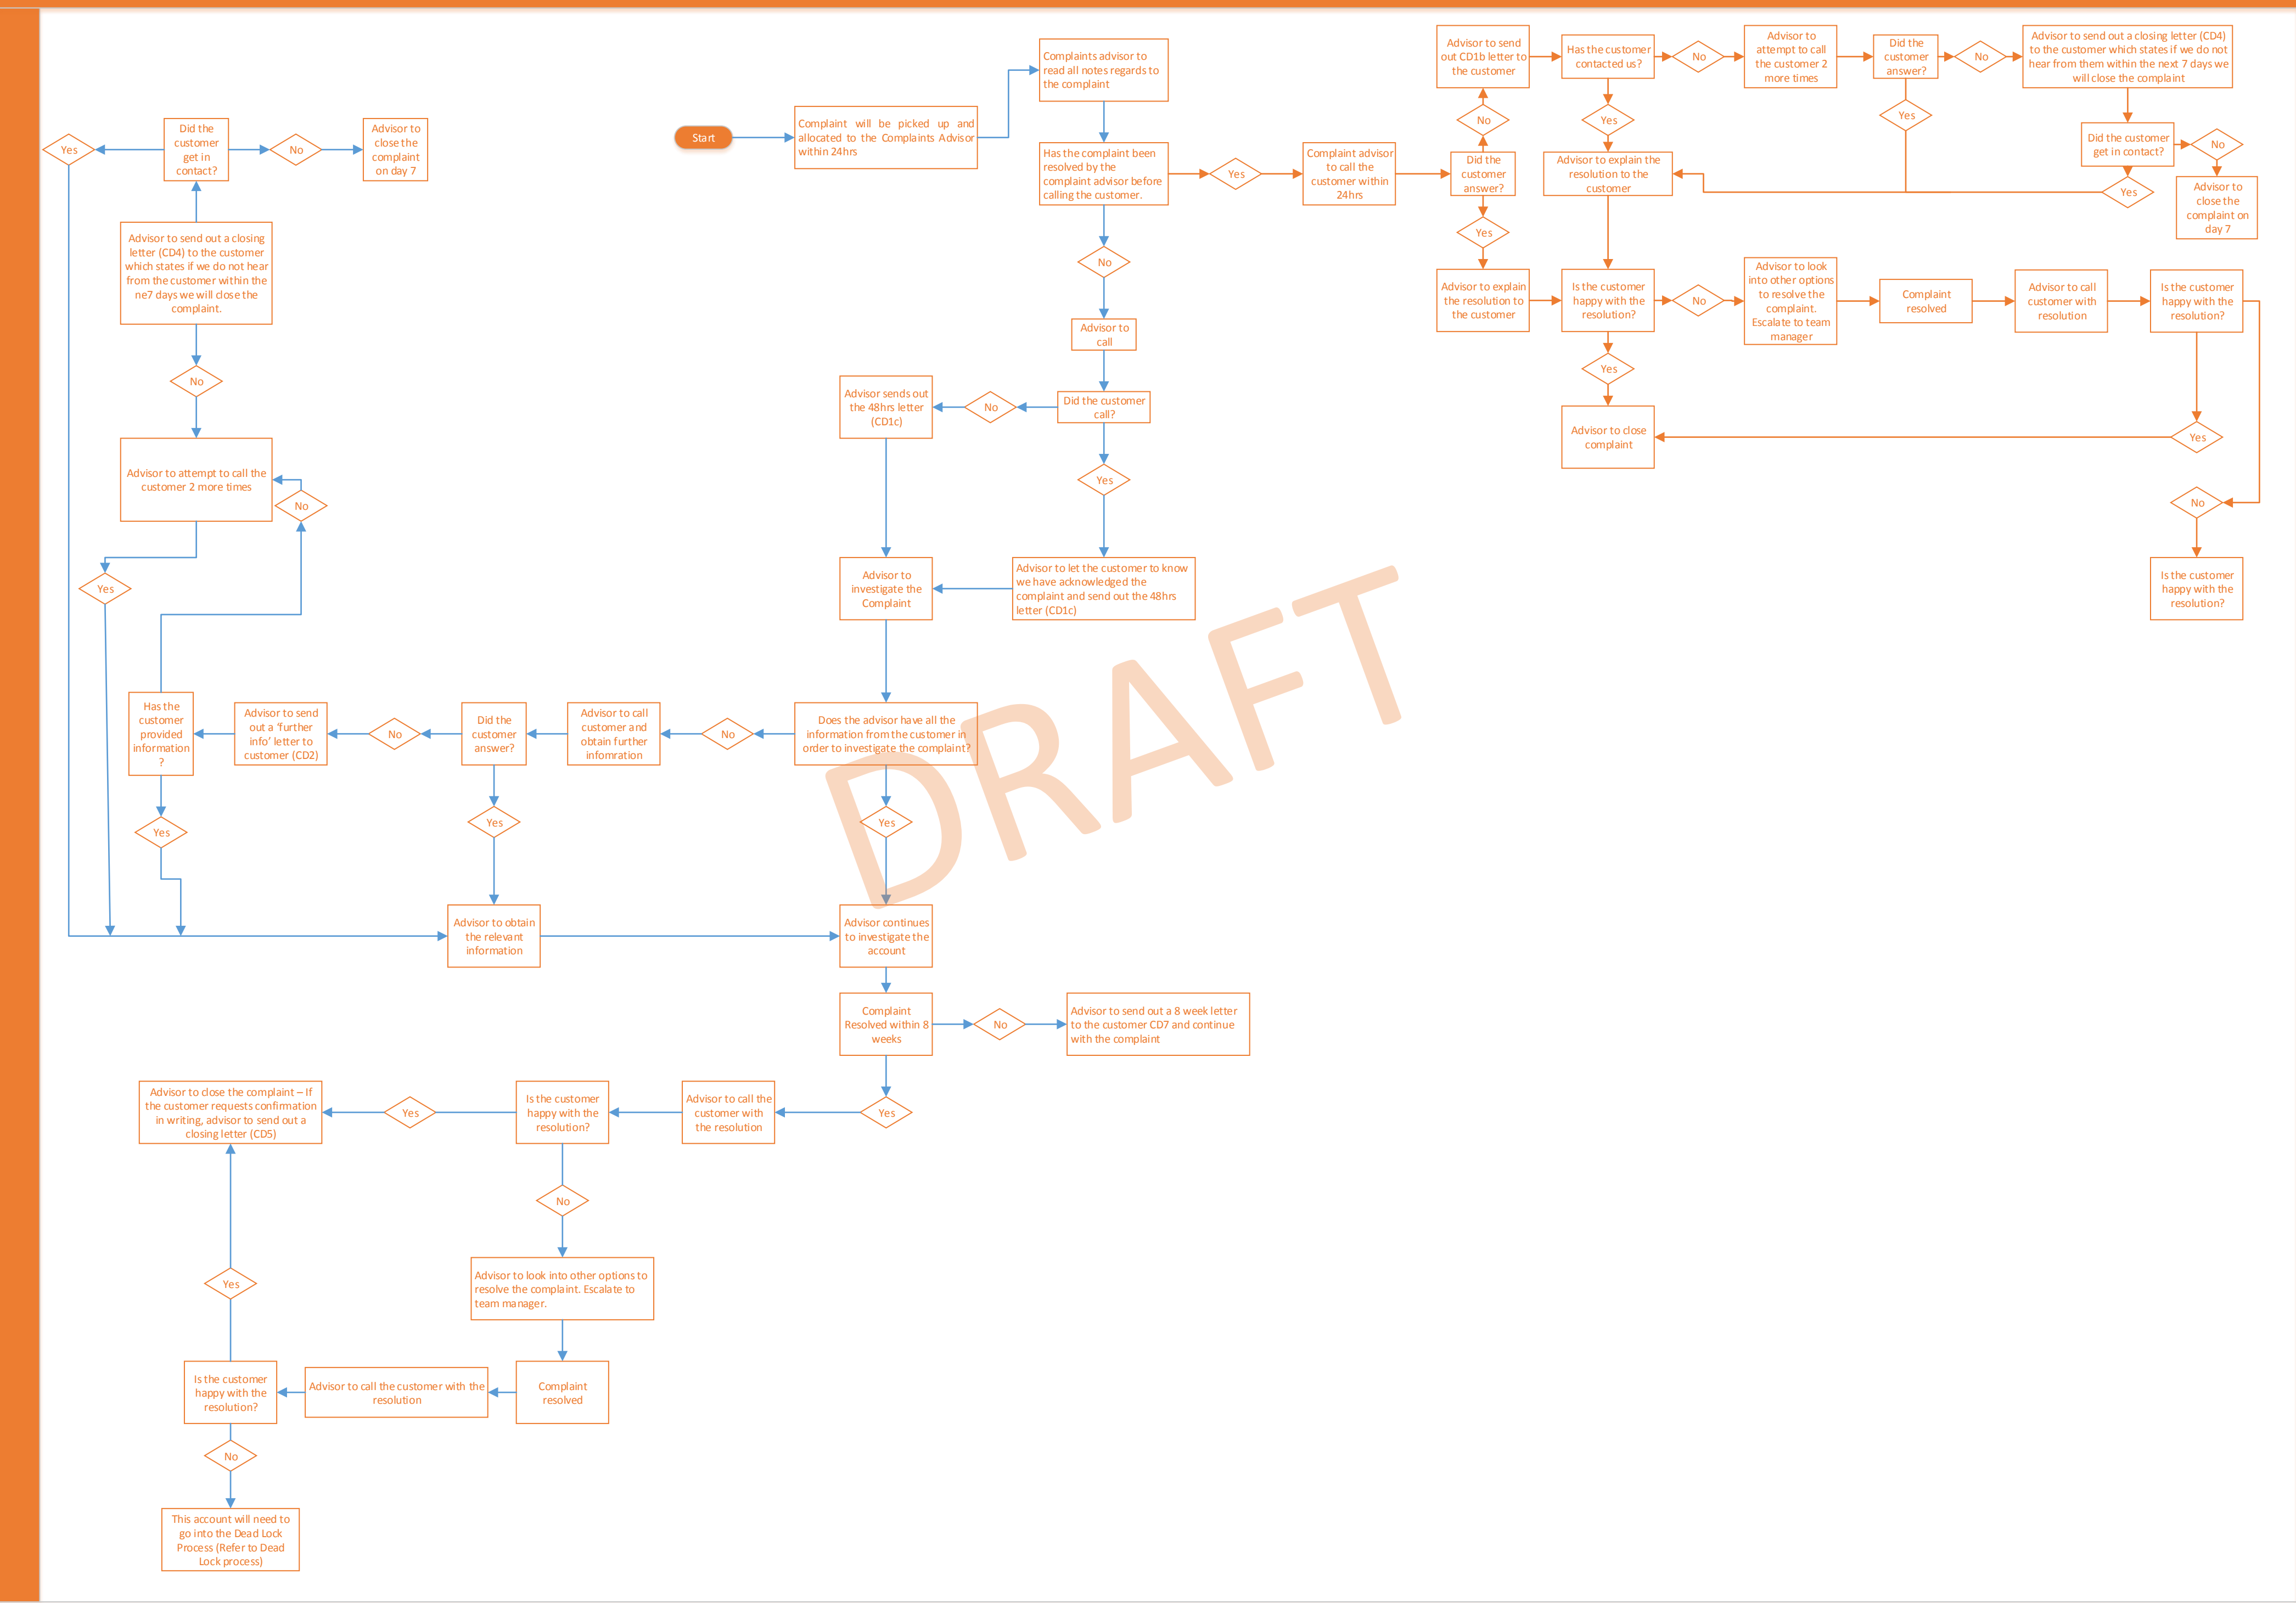 Start
Complaint will be picked up and
allocated to the Complaints Advisor
within 24hrs
Complaints advisor to
read all notes regards to
the complaint
Has the complaint been
resolved by the
complaint advisor before
calling the customer.
Yes
Complaint advisor
to call the
customer within
24hrs
Did the
customer
answer?
No
Advisor to send
out CD1b letter to
the customer
Has the customer
contacted us?
No
Advisor to
attempt to call
the customer 2
more times
Did the
customer
answer?
No
Advisor to send out a closing letter (CD4)
to the customer which states if we do not
hear from them within the next 7 days we
will close the complaint
Yes
Yes
Did the customer
get in contact?
No
Advisor to
close the
complaint on
day 7
Yes
Advisor to explain the
resolution to the
customer
Yes
Advisor to explain
the resolution to
the customer
Is the customer
happy with the
resolution?
No
Advisor to look
into other options
to resolve the
complaint.
Escalate to team
manager
Complaint
resolved
Advisor to call
customer with
resolution
Is the customer
happy with the
resolution?
Yes
Advisor to close
complaint
Yes
No
Is the customer
happy with the
resolution?
No
Advisor to
call
Did the customer
call?
No
Advisor sends out
the 48hrs letter
(CD1c)
Yes
Advisor to let the customer to know
we have acknowledged the
complaint and send out the 48hrs
letter (CD1c)
Advisor to
investigate the
Complaint
Does the advisor have all the
information from the customer in
order to investigate the complaint?
No
Advisor to call
customer and
obtain further
infomration
Did the
customer
answer?
No
Advisor to send
out a ‘further
info’ letter to
customer (CD2)
Has the
customer
provided
information
?
No
Advisor to attempt to call the
customer 2 more times
No
Advisor to send out a closing
letter (CD4) to the customer
which states if we do not hear
from the customer within the
ne7 days we will close the
complaint.
Did the
customer
get in
contact?
No
Advisor to
close the
complaint
on day 7
Yes
Yes
Yes
Yes
Yes
Advisor to obtain
the relevant
information
Advisor continues
to investigate the
account
Complaint
Resolved within 8
weeks
No
Advisor to send out a 8 week letter
to the customer CD7 and continue
with the complaint
Yes
Advisor to call the
customer with
the resolution
Is the customer
happy with the
resolution?
Yes
Advisor to close the complaint – If
the customer requests confirmation
in writing, advisor to send out a
closing letter (CD5)
No
Advisor to look into other options to
resolve the complaint. Escalate to
team manager.
Complaint
resolved
Advisor to call the customer with the
resolution
Is the customer
happy with the
resolution?
Yes
No
This account will need to
go into the Dead Lock
Process (Refer to Dead
Lock process)
DRAFT